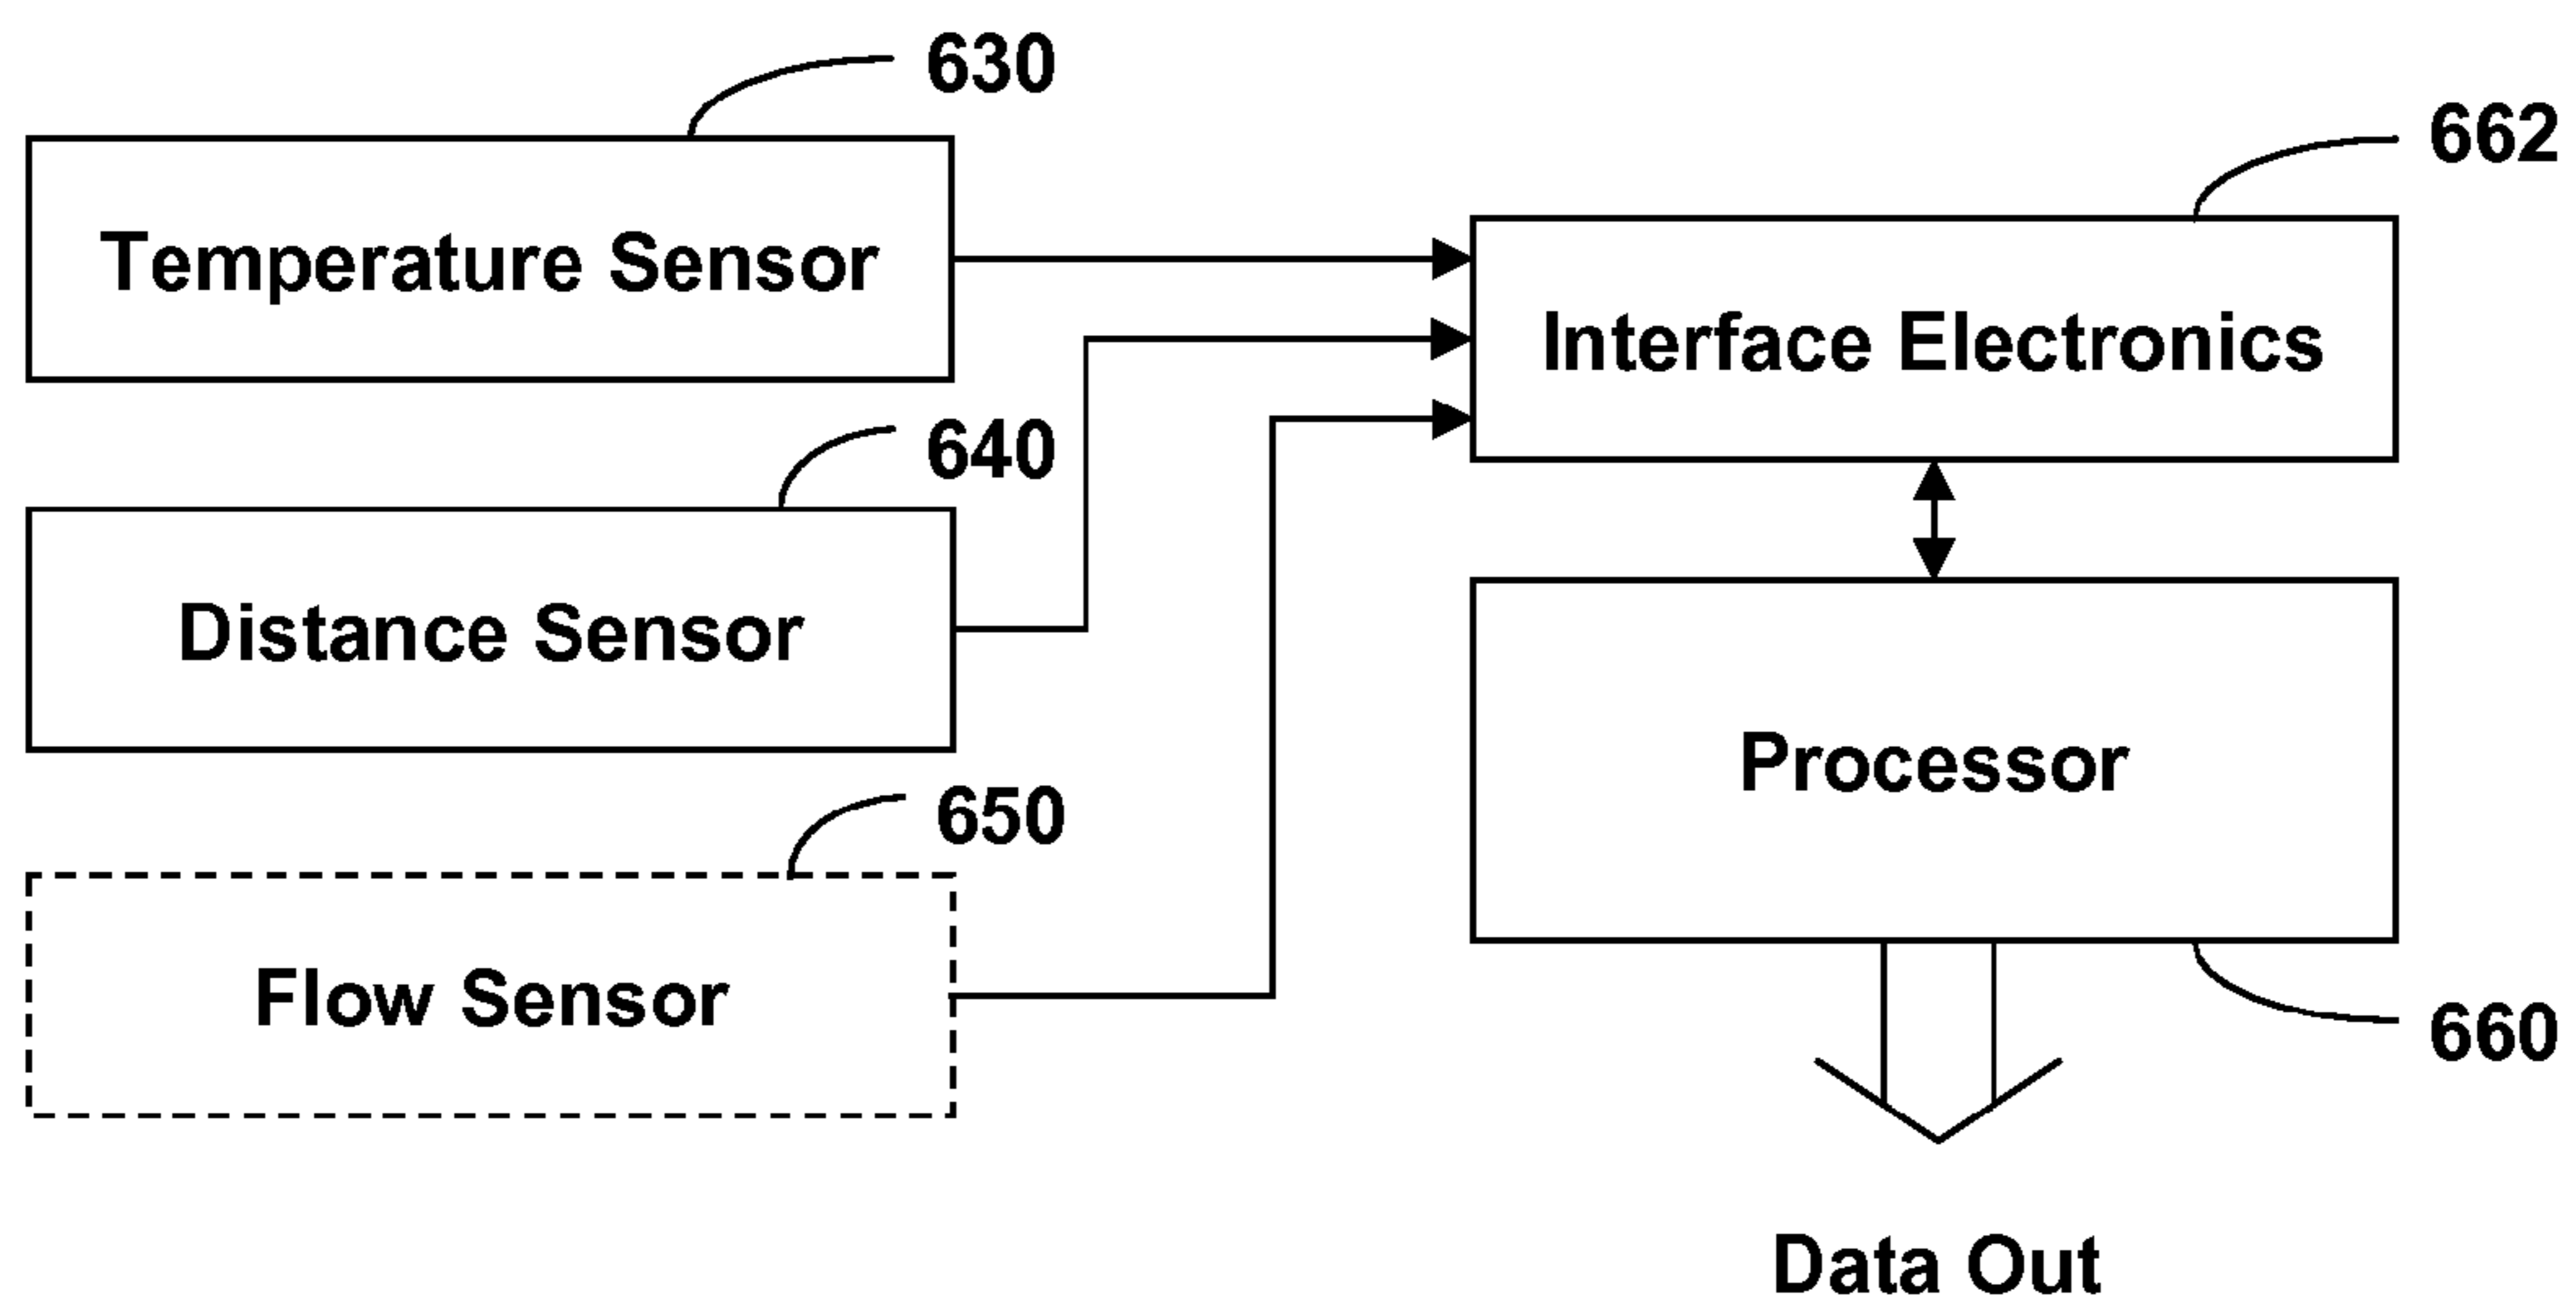 630
662
Temperature Sensor
Interface Electronics
640
Distance Sensor
Processor
650
Flow Sensor
660
Data Out